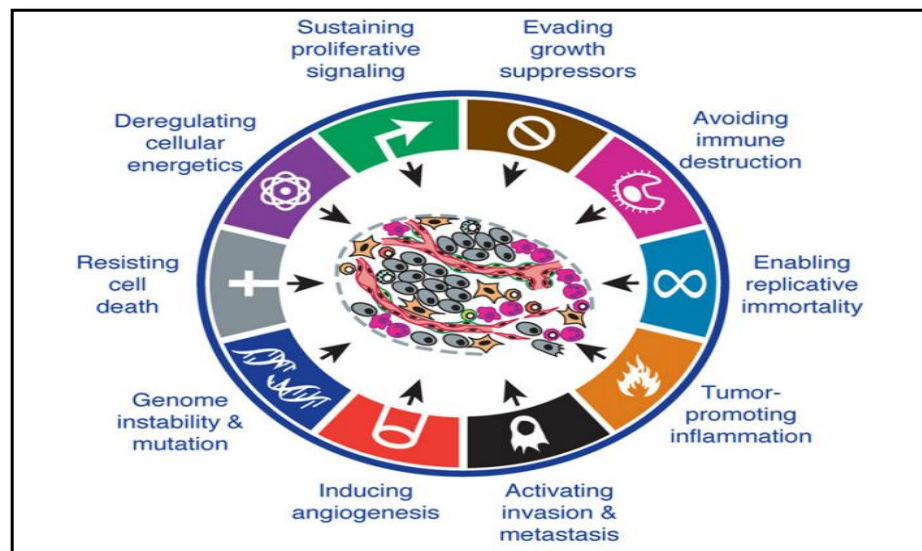 Sustaining
proliferative
signaling
Evading
growth
suppressors
Avoiding
immune
destruction
Enabling
replicative
immortality
Tumor-
promoting
inflammation
Activating
invasion &
metastasis
Inducing
angiogenesis
Genome
instability &
mutation
Resisting
cell
death
Deregulating
cellular
energetics